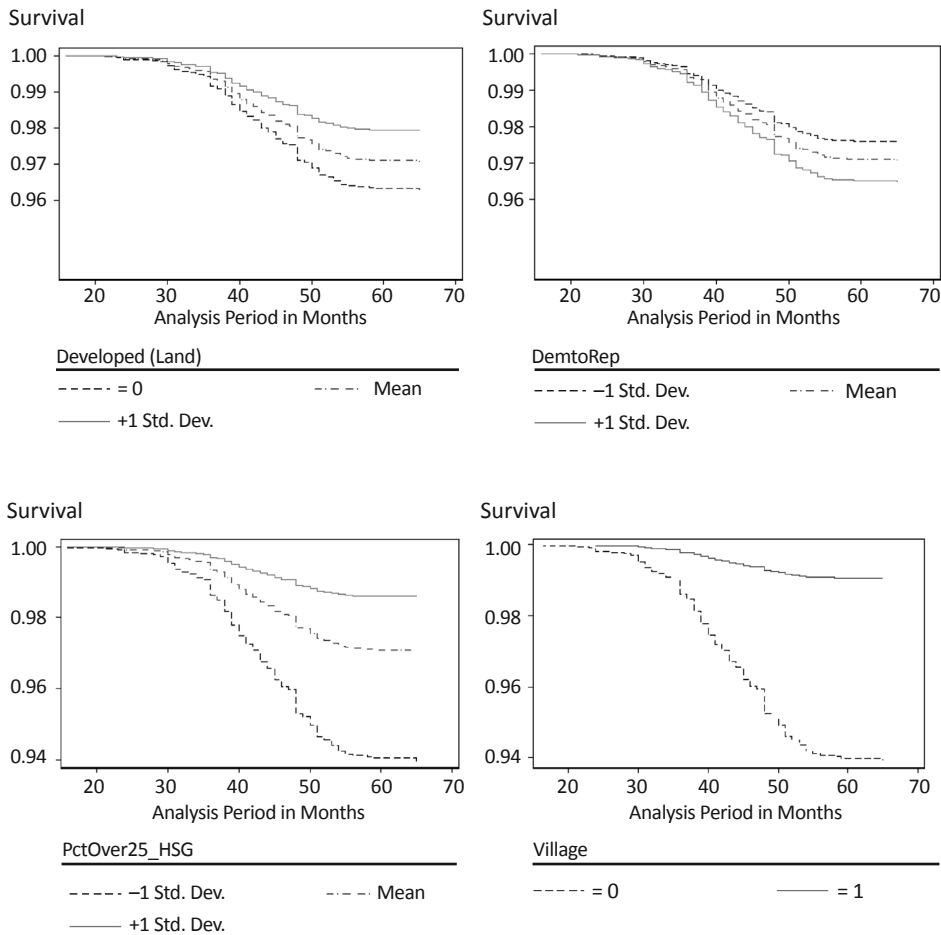 Survival
1.00
0.99
0.98
0.97
0.96
20 30 40 50 60 70
Analysis Period in Months
Developed (Land)
= 0
Mean
+1 Std. Dev.
Survival
1.00
0.99
0.98
0.97
0.96
20 30 40 50 60 70
Analysis Period in Months
DemtoRep
–1 Std. Dev.
Mean
+1 Std. Dev.
Survival
1.00
0.98
0.96
0.94
20 30 40 50 60 70
Analysis Period in Months
PctOver25_HSG
–1 Std. Dev.
Mean
+1 Std. Dev.
Survival
1.00
0.98
0.96
0.94
20 30 40 50 60 70
Analysis Period in Months
Village
= 0
= 1